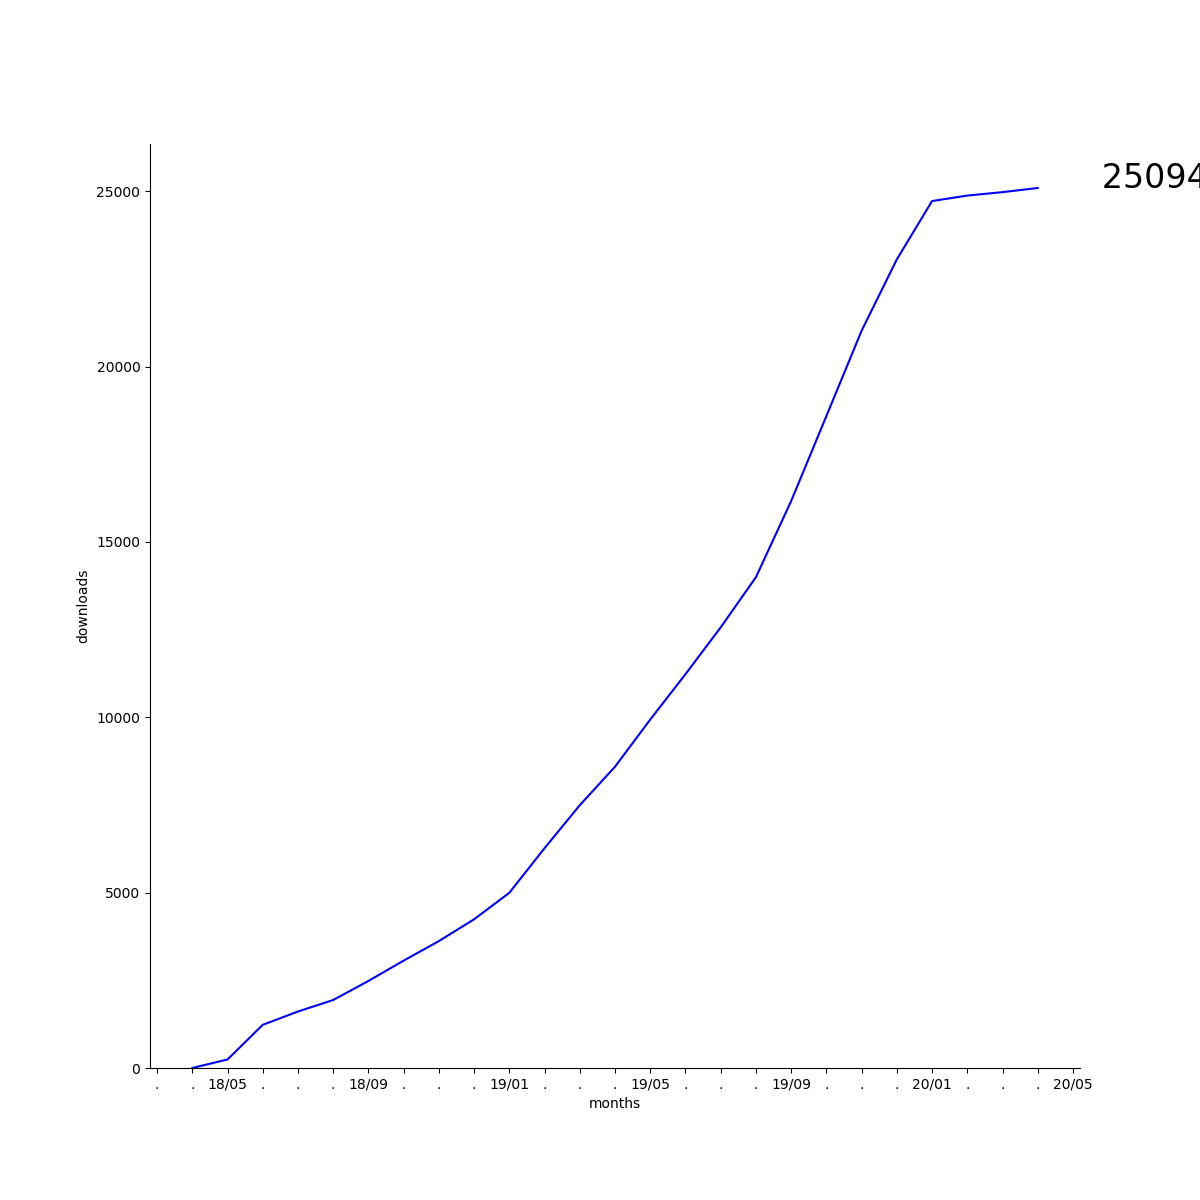 25094
25000
20000
15000
downloads
10000
5000
0
. . 18/05 . . . 18/09 . . . 19/01 . . . 19/05 . . . 19/09 . . . 20/01 . . . 20/05
months